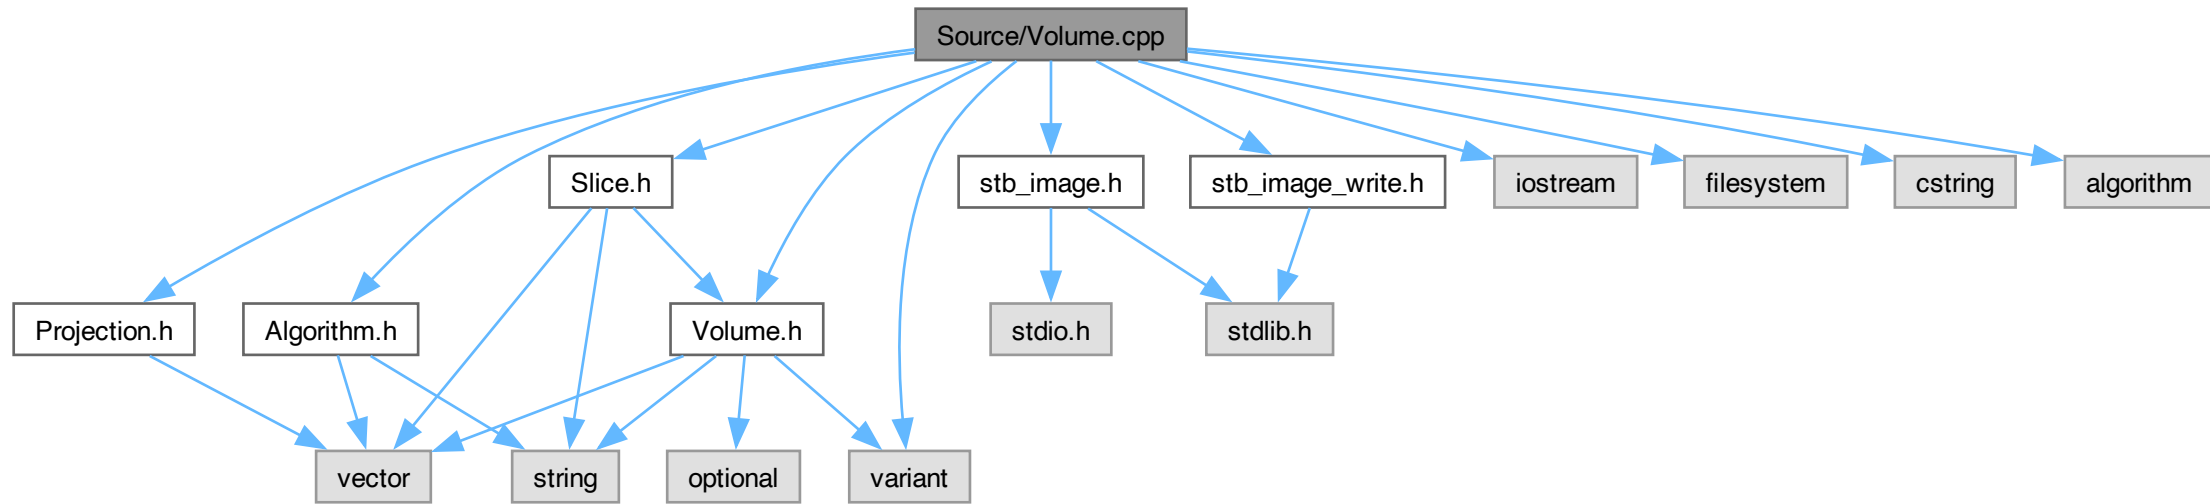 Source/Volume.cpp
Slice.h
stb_image.h
stb_image_write.h
iostream
filesystem
cstring
algorithm
Projection.h
Algorithm.h
Volume.h
stdio.h
stdlib.h
vector
string
optional
variant